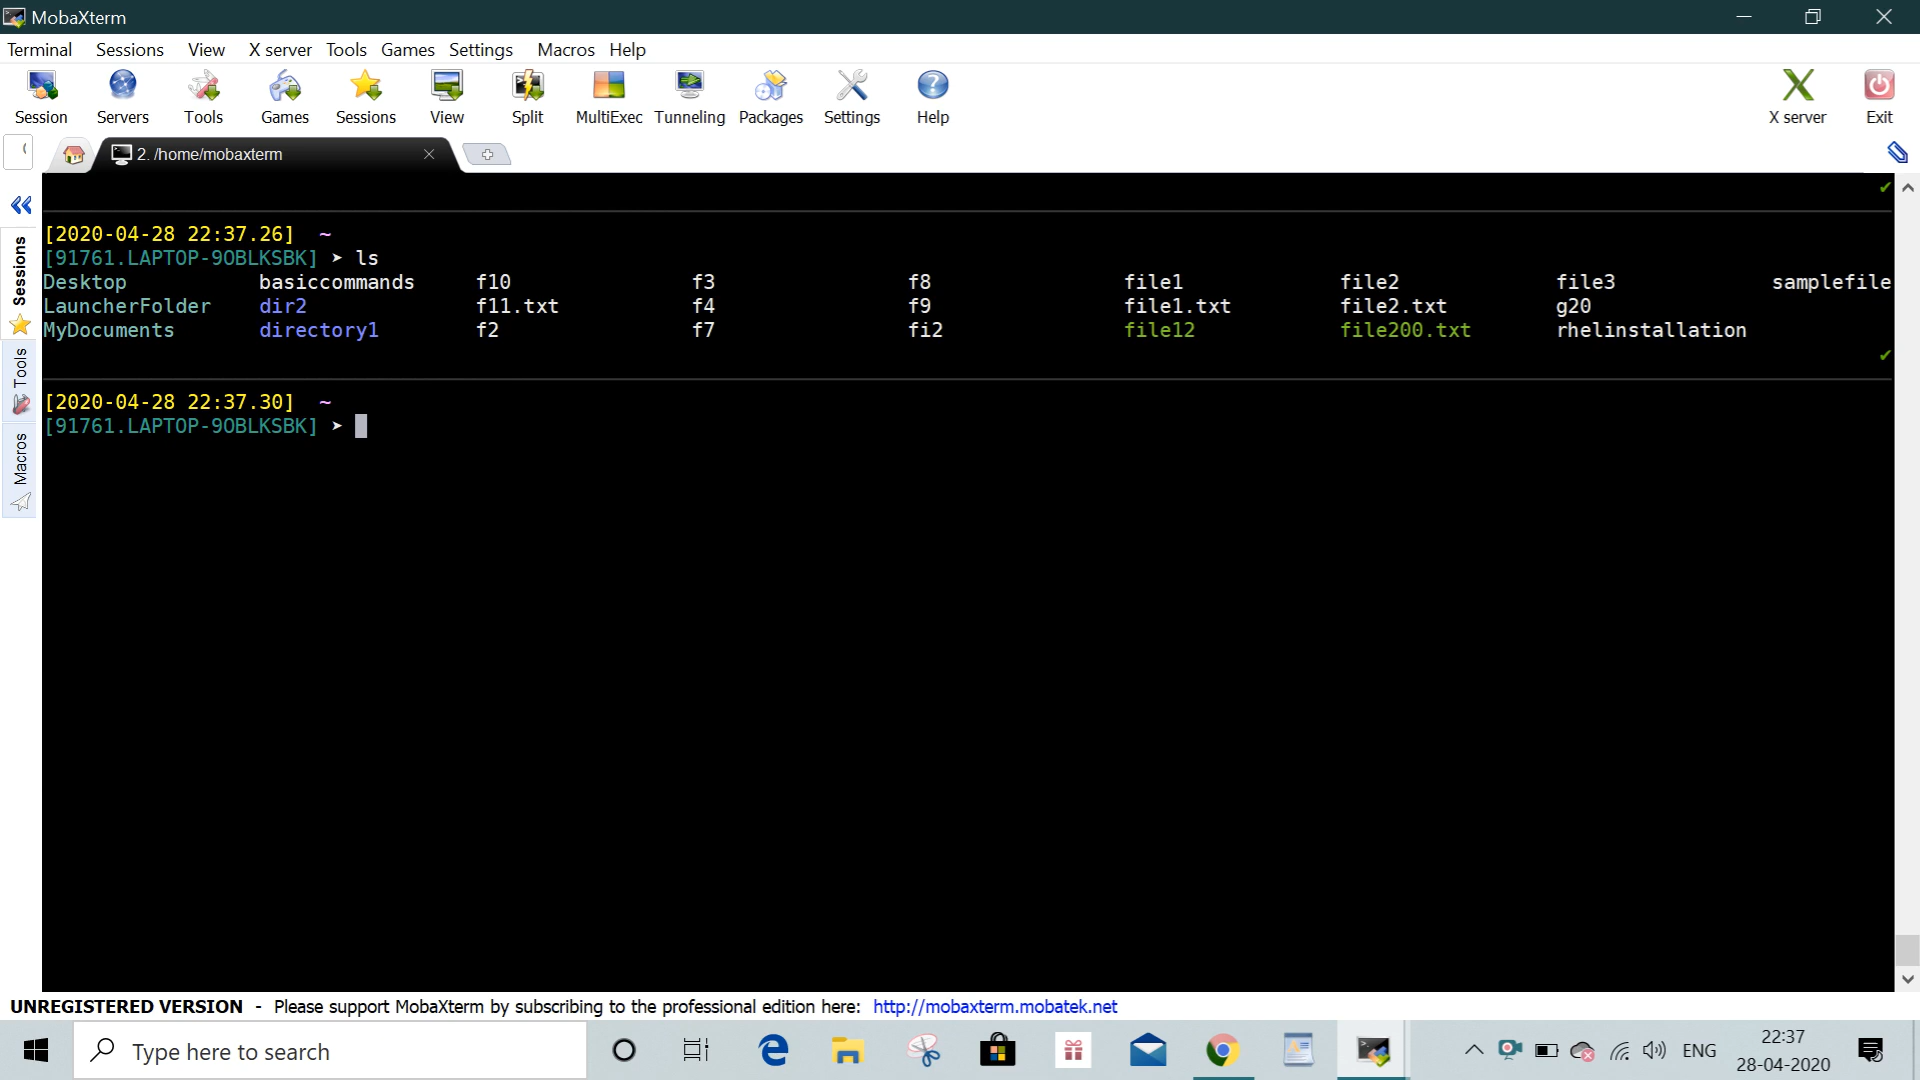 MobaXterm
Terminal Sessions View X server Tools Games Settings Macros Help
Session Servers Tools Games Sessions View Split MultiExec Tunneling Packages Settings Help X server Exit
2. /home/mobaxterm
[2020-04-28 22:37.26] ~
[91761.LAPTOP-9OBLKSBK] ➤ ls
Desktop basiccommands f10 f3 f8 file1 file2 file3 samplefile
LauncherFolder dir2 f11.txt f4 f9 file1.txt file2.txt g20
MyDocuments directory1 f2 f7 fi2 file12 file200.txt rhelinstallation
[2020-04-28 22:37.30] ~
[91761.LAPTOP-9OBLKSBK] ➤
Sessions
Tools
Macros
UNREGISTERED VERSION - Please support MobaXterm by subscribing to the professional edition here: http://mobaxterm.mobatek.net
Type here to search
ENG
22:37
28-04-2020